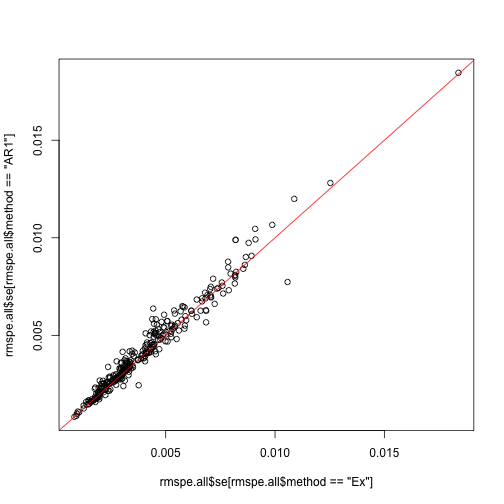 0.015
0.010
0.005
rmspe.all$se[rmspe.all$method == "AR1"]
0.005 0.010 0.015
rmspe.all$se[rmspe.all$method == "Ex"]